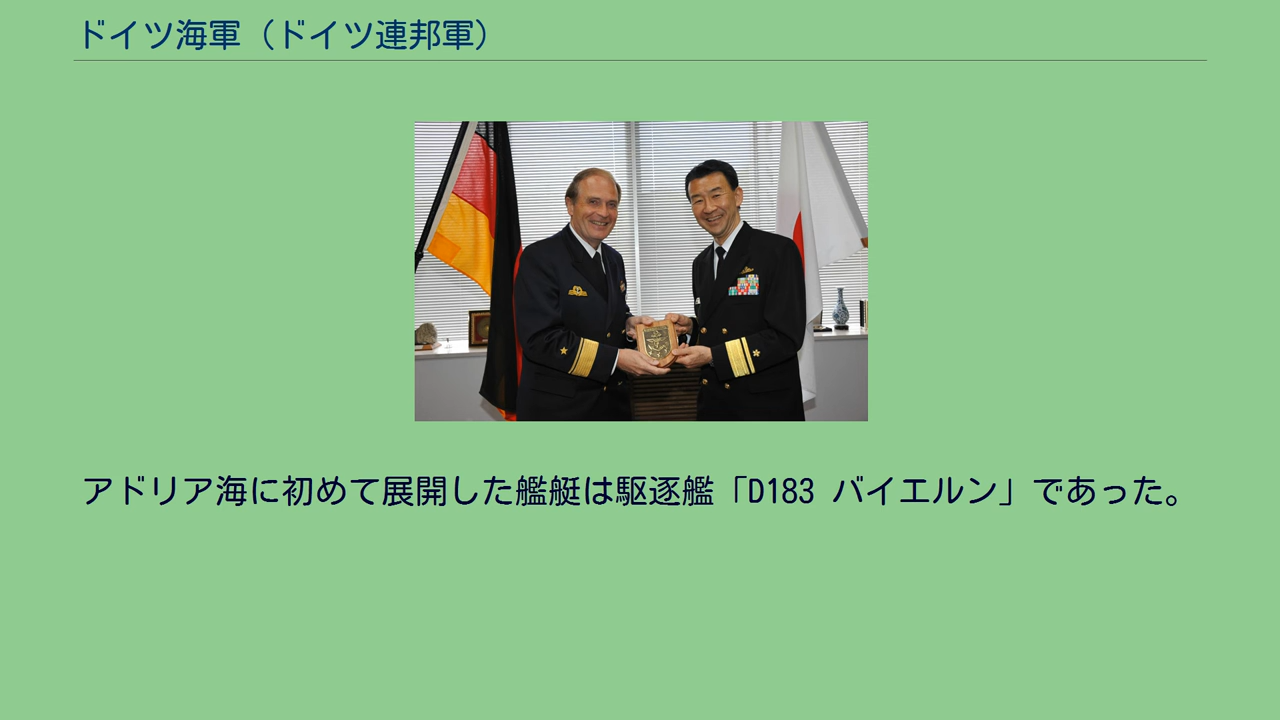 ドイツ海軍（ドイツ連邦軍）
アドリア海に初めて展開した艦艇は駆逐艦「D183 バイエルン」であった。